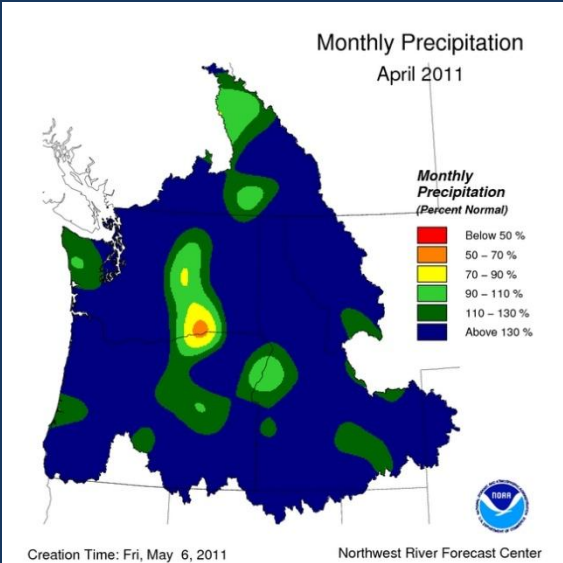 Monthly Precipitation
April 2011
Monthly
Precipitation
(Percent Normal)
Below 50 %
50 – 70 %
70 – 90 %
90 – 110 %
110 – 130 %
Above 130 %
NOAA
Creation Time: Fri, May 6, 2011
Northwest River Forecast Center